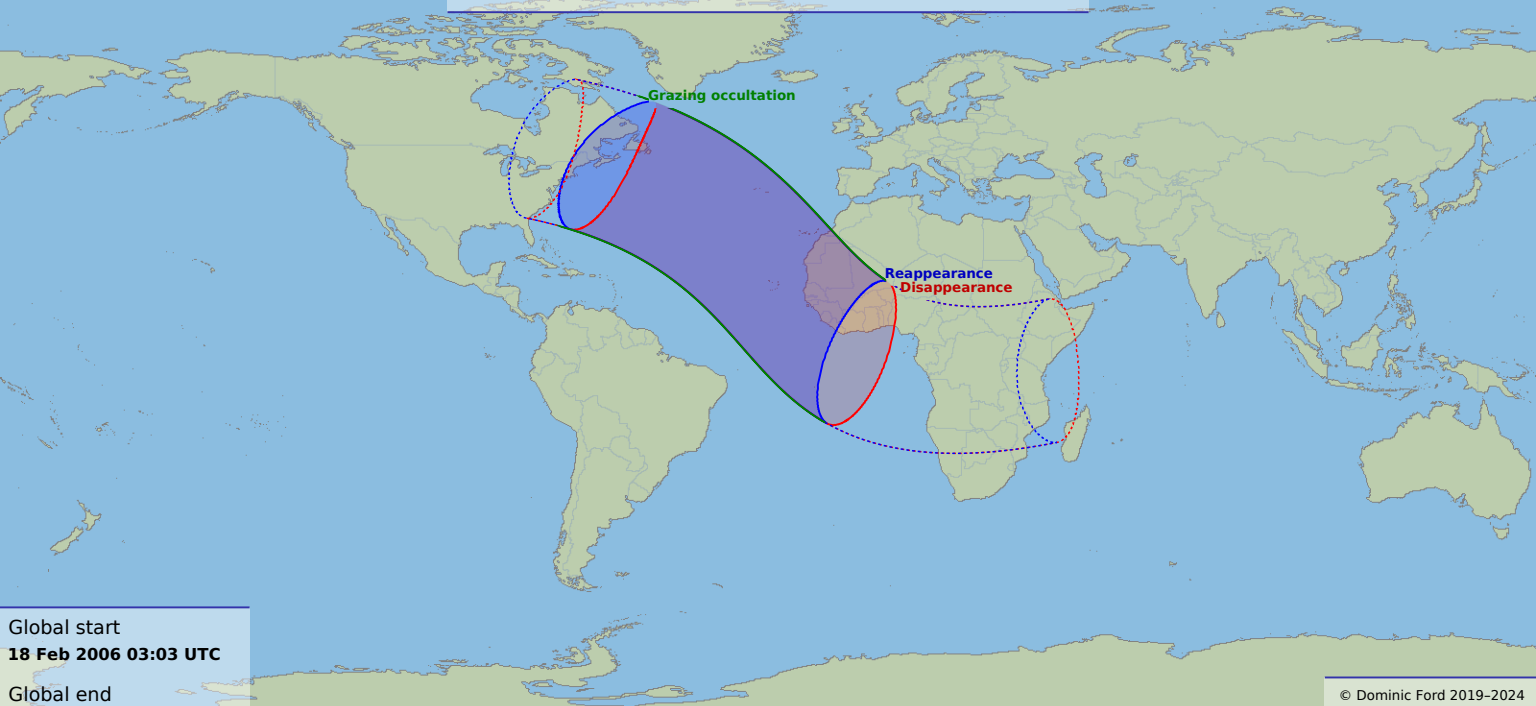 Grazing occultation
Reappearance
Disappearance
Global start
18 Feb 2006 03:03 UTC
Global end
© Dominic Ford 2019–2024